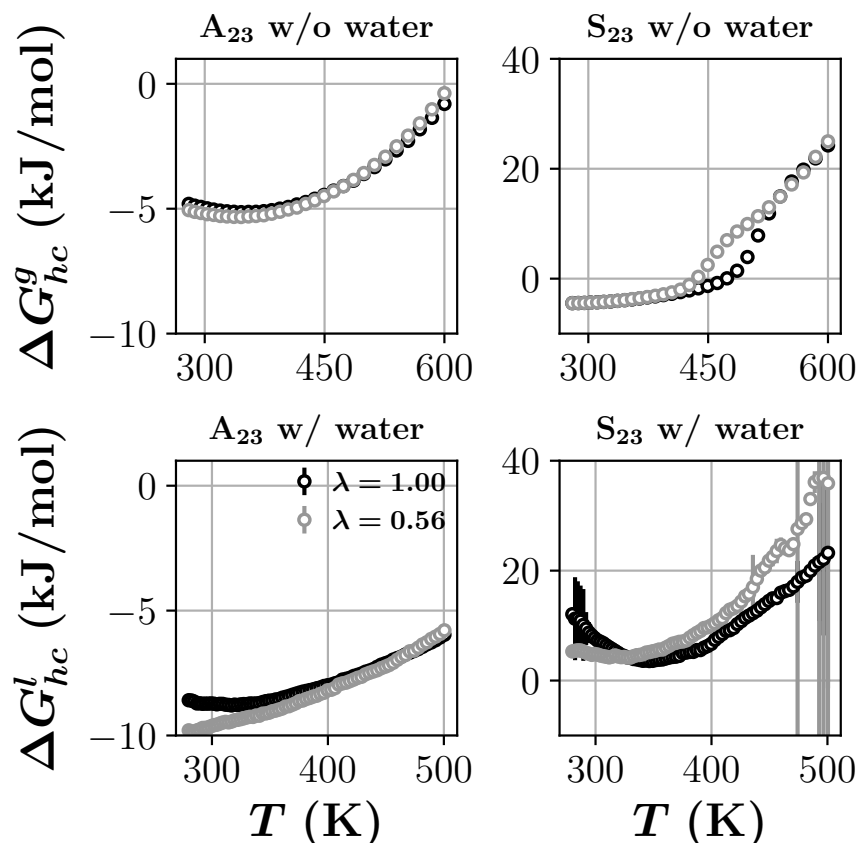 A₂₃ w/o water
S₂₃ w/o water
ΔG^g_hc (kJ/mol)
0
−5
−10
300
450
600
40
20
0
300
450
600
A₂₃ w/ water
S₂₃ w/ water
ΔG^l_hc (kJ/mol)
0
−5
−10
λ = 1.00
λ = 0.56
300
400
500
T (K)
40
20
0
300
400
500
T (K)